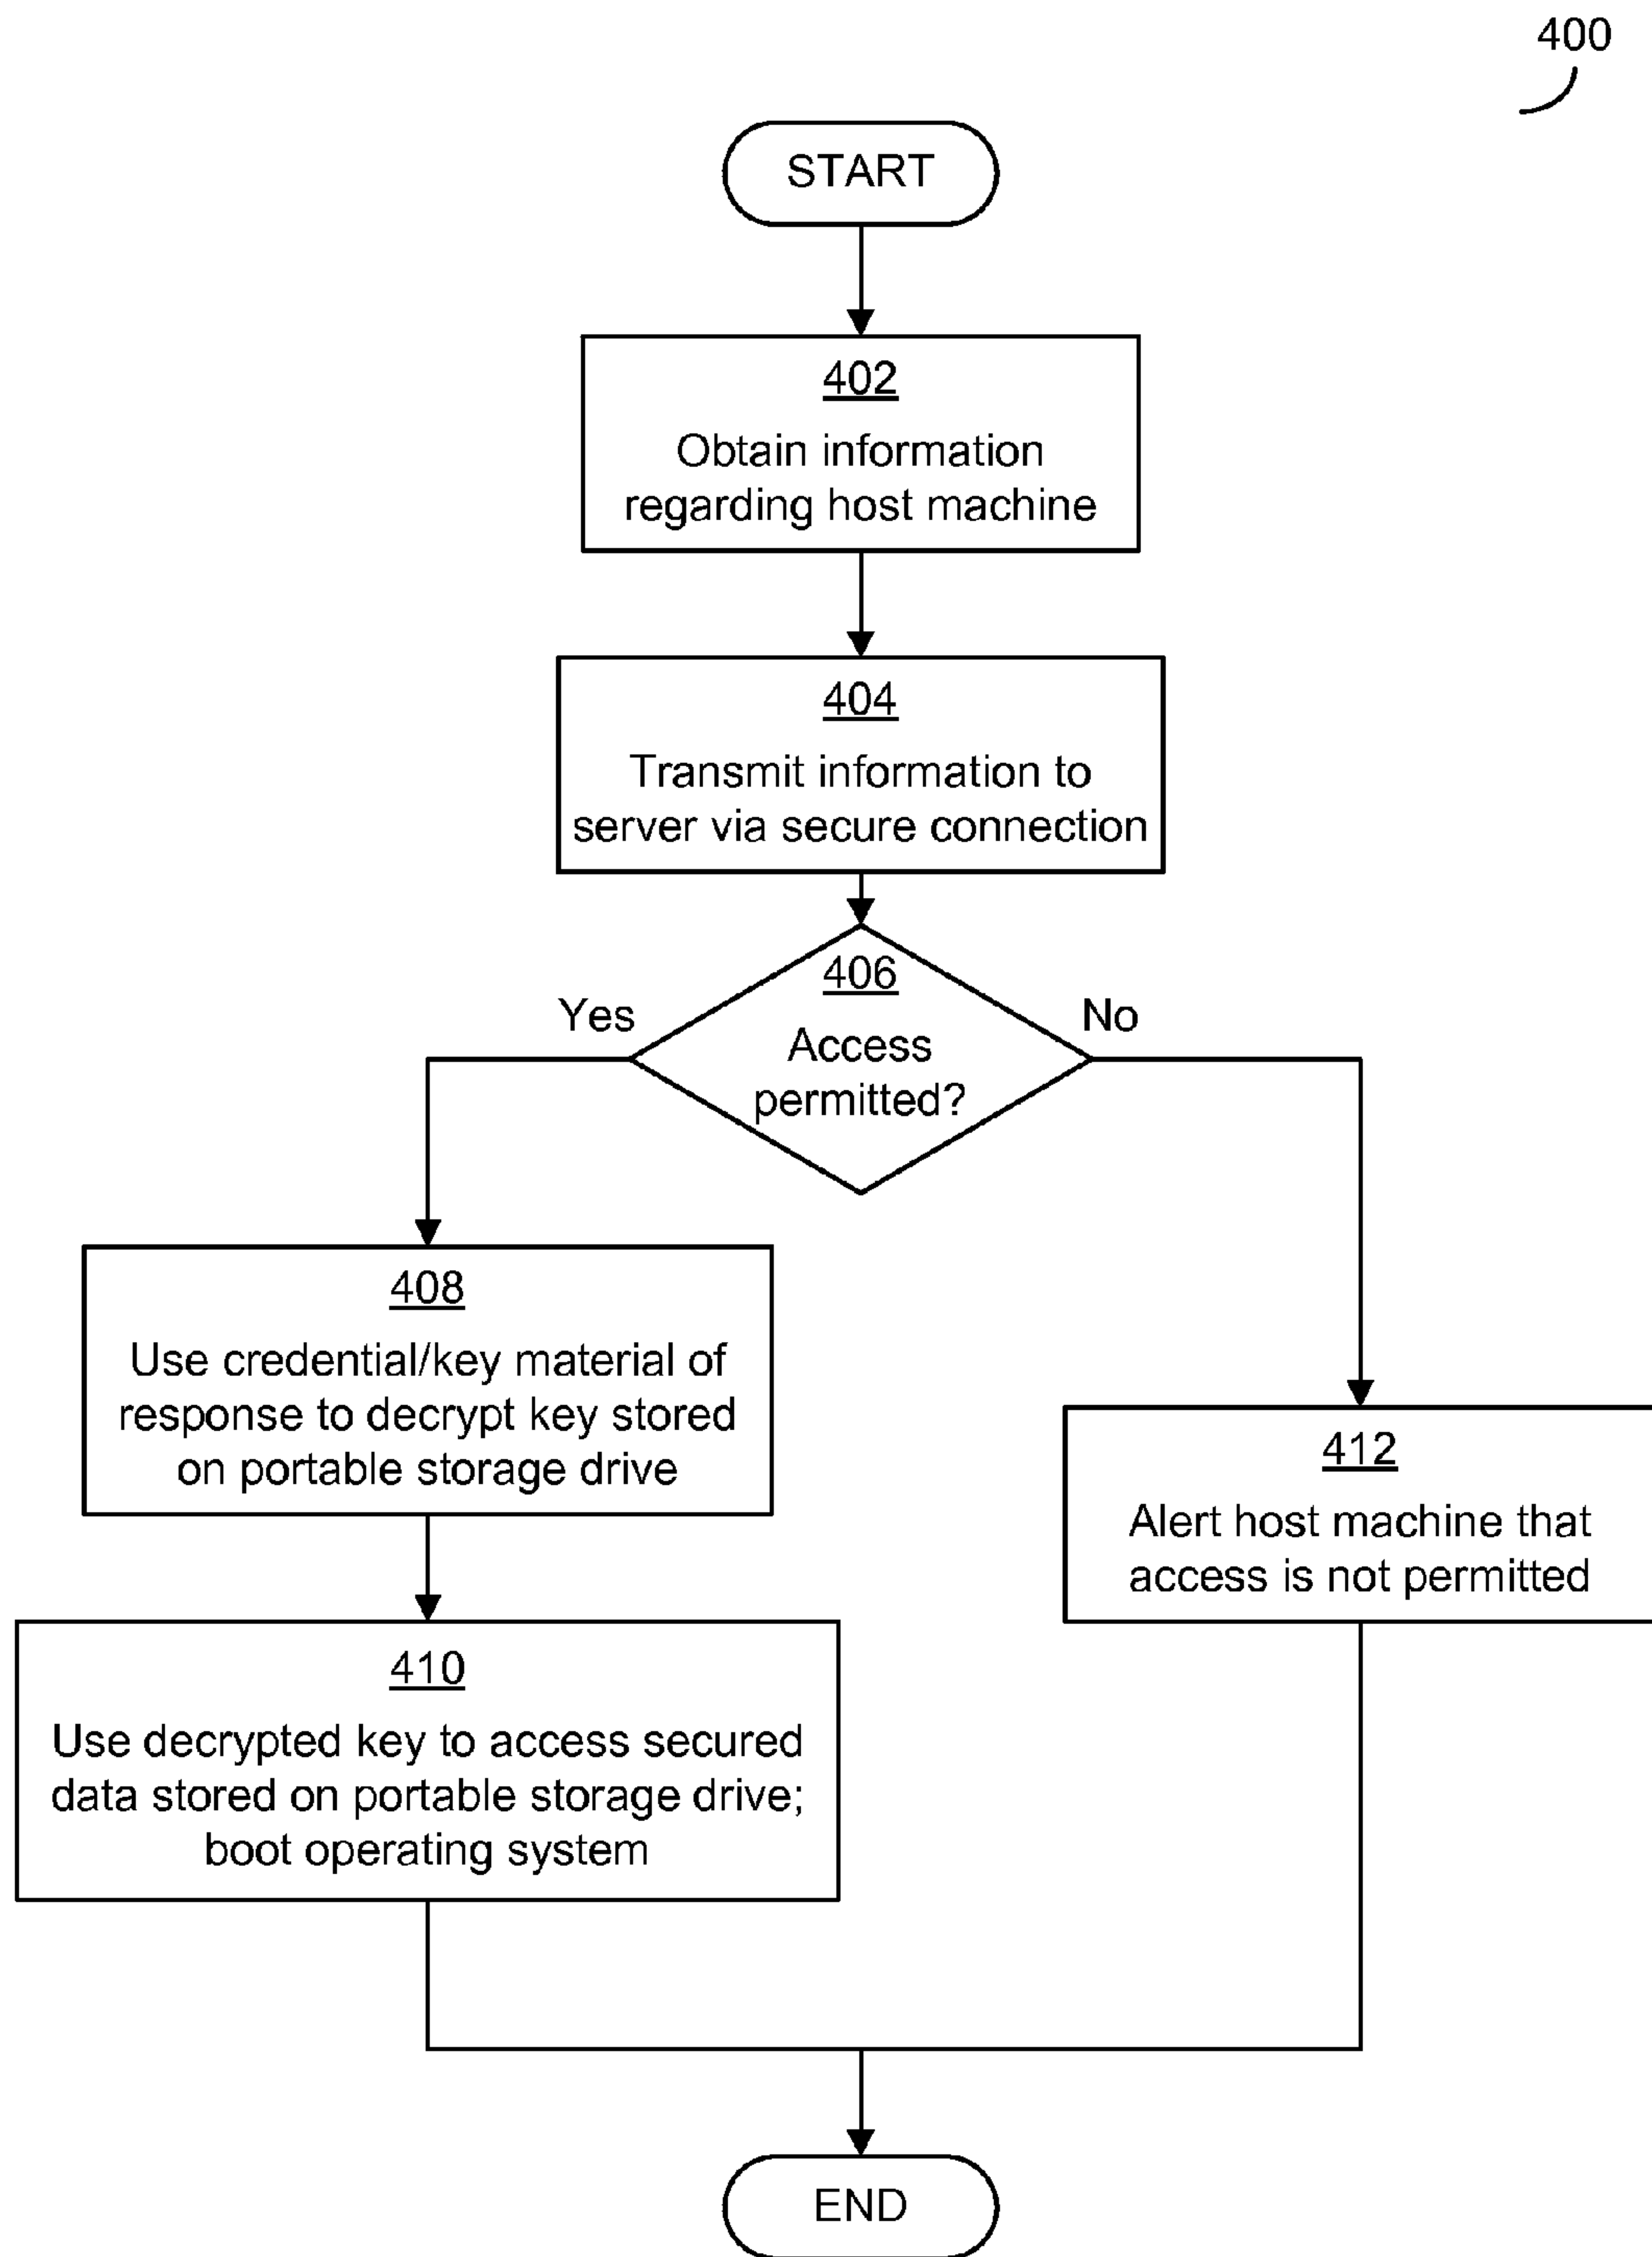 400
START
402
Obtain information
regarding host machine
404
Transmit information to
server via secure connection
406
Access
permitted?
Yes
No
408
Use credential/key material of
response to decrypt key stored
on portable storage drive
412
Alert host machine that
access is not permitted
410
Use decrypted key to access secured
data stored on portable storage drive;
boot operating system
END